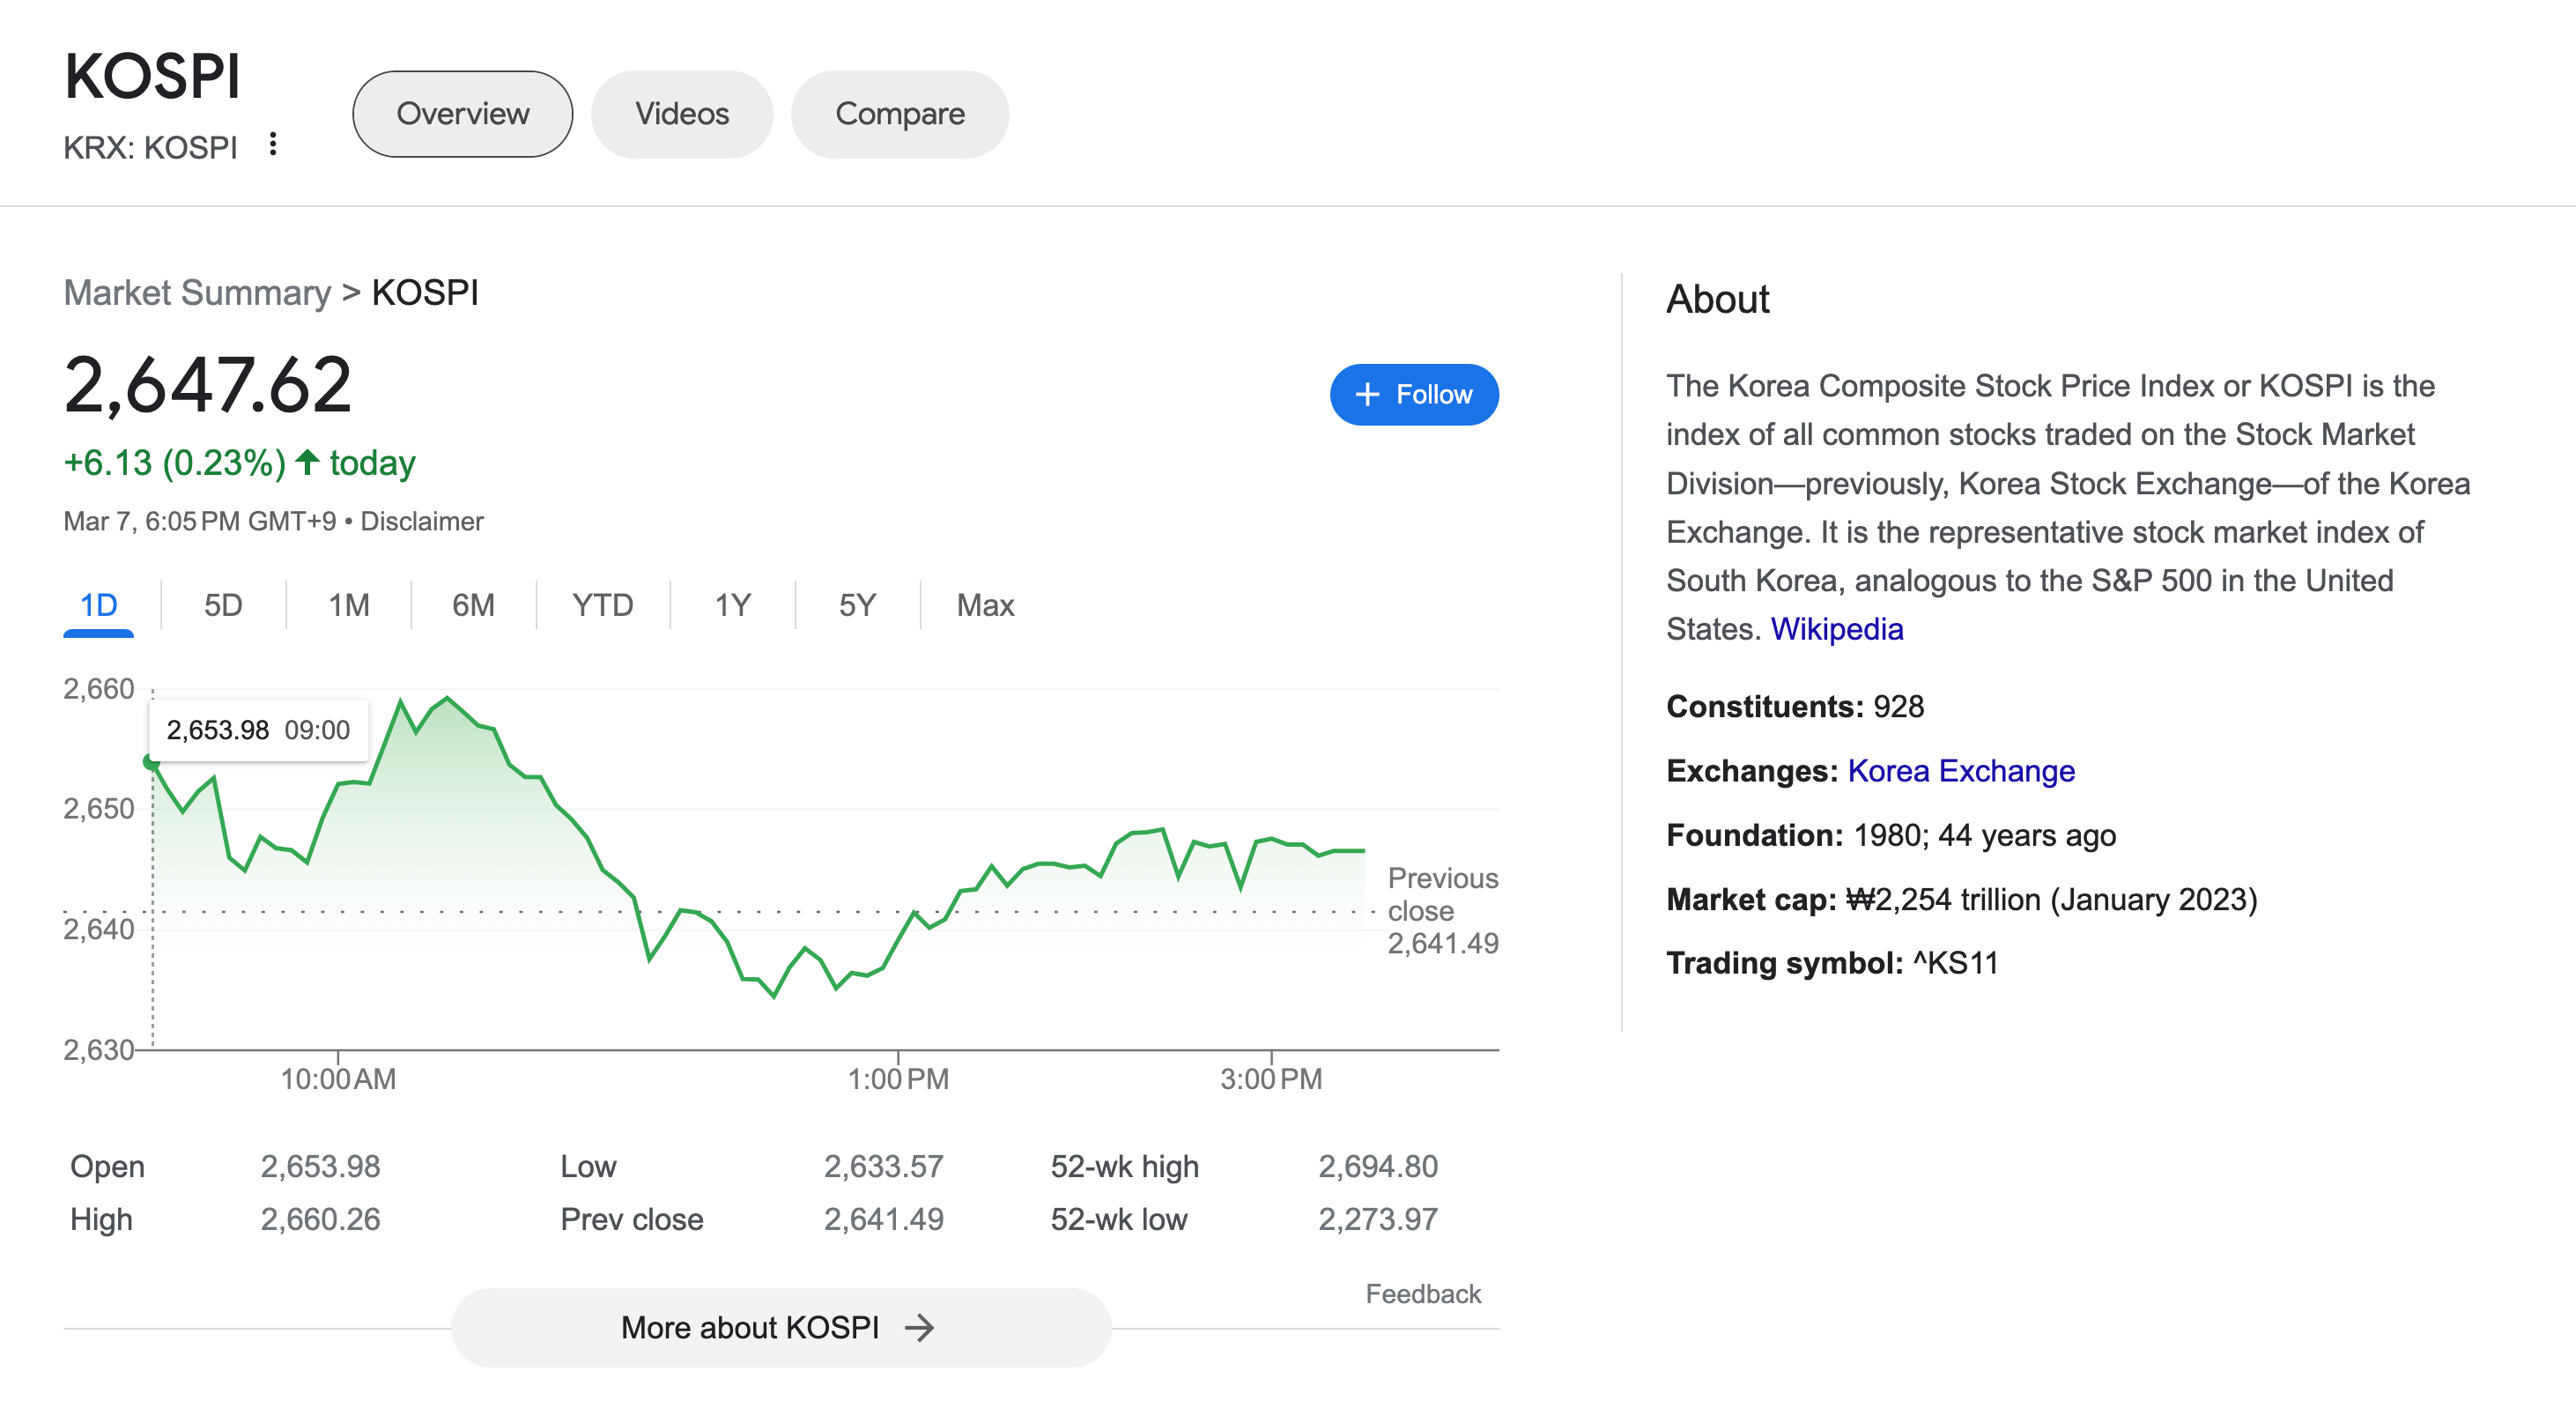 KOSPI
KRX: KOSPI
Overview
Videos
Compare
Market Summary > KOSPI
2,647.62
+6.13 (0.23%) ↑ today
Mar 7, 6:05 PM GMT+9 • Disclaimer
+ Follow
1D
5D
1M
6M
YTD
1Y
5Y
Max
2,660
2,650
2,640
2,630
2,653.98 09:00
Previous
close
2,641.49
10:00 AM
1:00 PM
3:00 PM
Open 2,653.98 Low 2,633.57 52-wk high 2,694.80
High 2,660.26 Prev close 2,641.49 52-wk low 2,273.97
Feedback
More about KOSPI →
About
The Korea Composite Stock Price Index or KOSPI is the
index of all common stocks traded on the Stock Market
Division—previously, Korea Stock Exchange—of the Korea
Exchange. It is the representative stock market index of
South Korea, analogous to the S&P 500 in the United
States. Wikipedia
Constituents: 928
Exchanges: Korea Exchange
Foundation: 1980; 44 years ago
Market cap: ₩2,254 trillion (January 2023)
Trading symbol: ^KS11